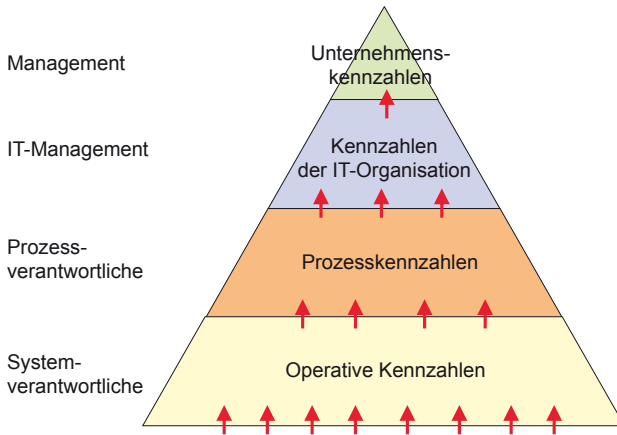 Management
Unternehmens-
kennzahlen
IT-Management
Kennzahlen
der IT-Organisation
Prozess-
verantwortliche
Prozesskennzahlen
System-
verantwortliche
Operative Kennzahlen